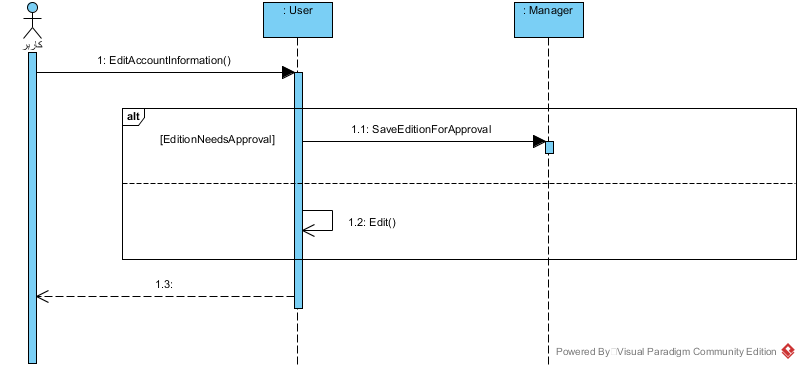 : User
: Manager
کاربر
1: EditAccountInformation()
alt
[EditionNeedsApproval]
1.1: SaveEditionForApproval
1.2: Edit()
1.3:
Powered By Visual Paradigm Community Edition